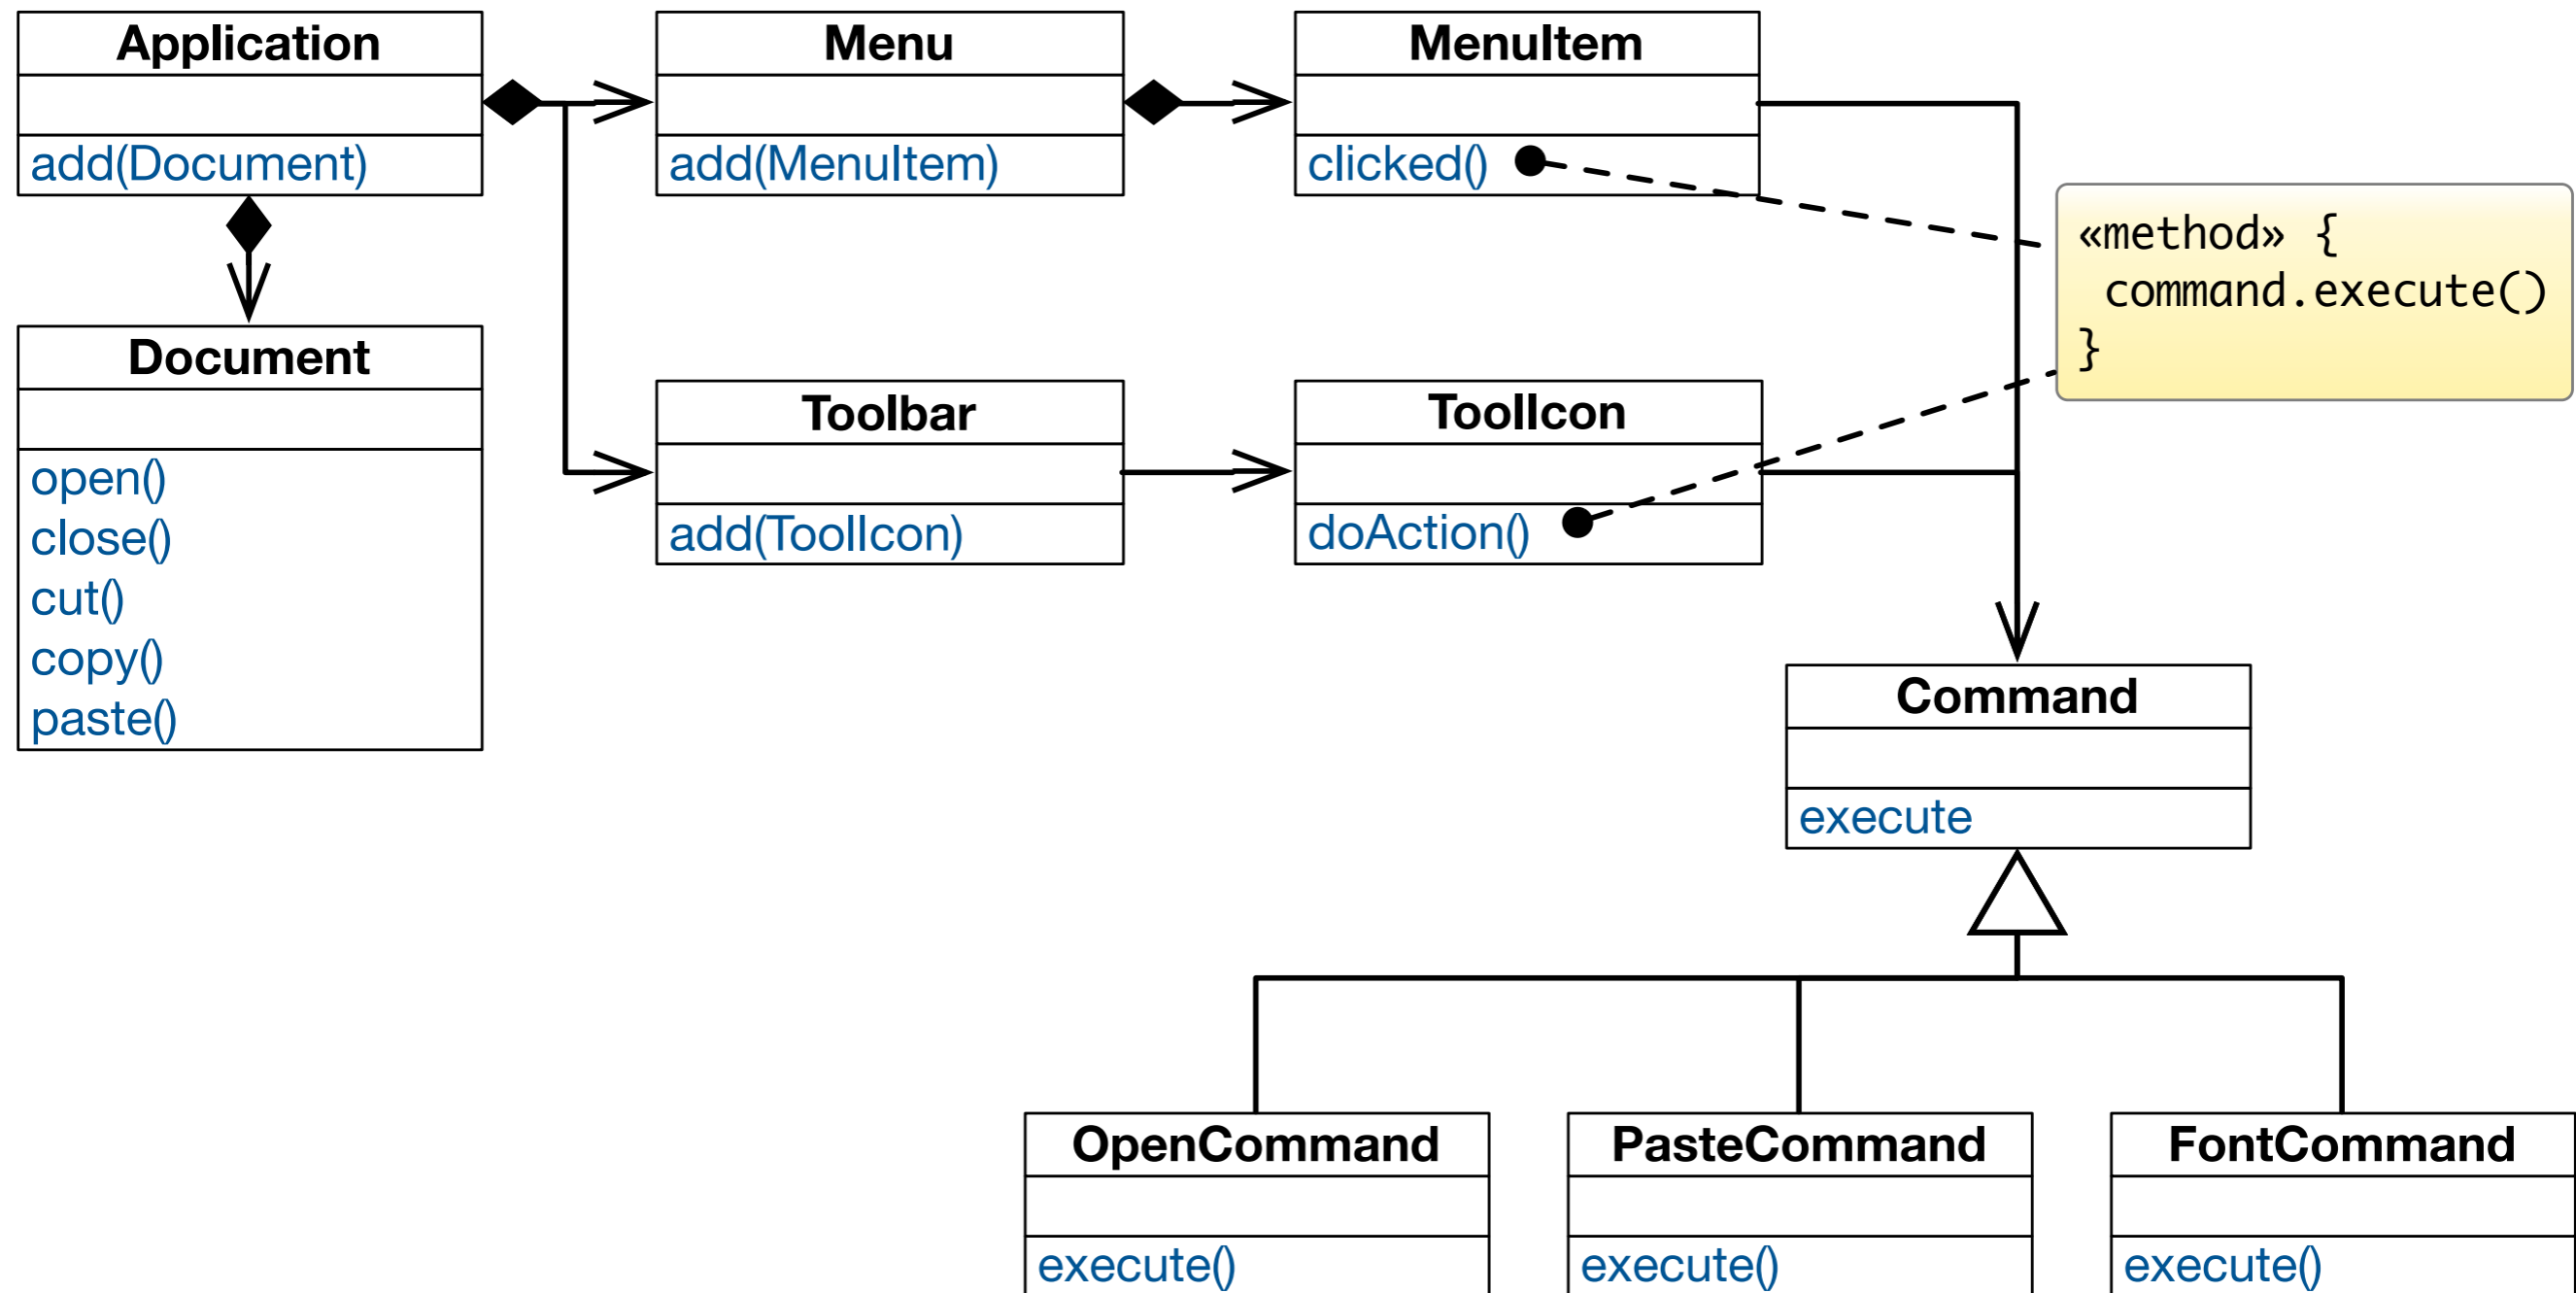 Application
add(Document)
Menu
add(MenuItem)
MenuItem
clicked()
«method» {
command.execute()
}
Document
open()
close()
cut()
copy()
paste()
Toolbar
add(ToolIcon)
ToolIcon
doAction()
Command
execute
OpenCommand
execute()
PasteCommand
execute()
FontCommand
execute()